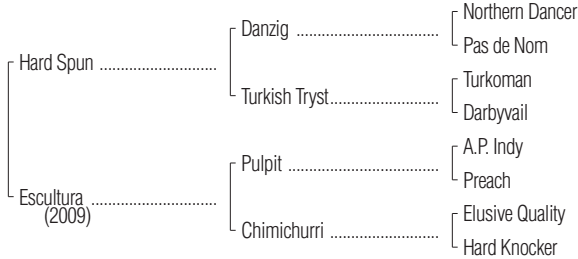 Northern Dancer
Danzig ..............................
Pas de Nom
Hard Spun ........................
Turkoman
Turkish Tryst......................
Darbyvail
A.P. Indy
Pulpit ...............................
Preach
Escultura .........................
(2009)
Elusive Quality
Chimichurri ......................
Hard Knocker